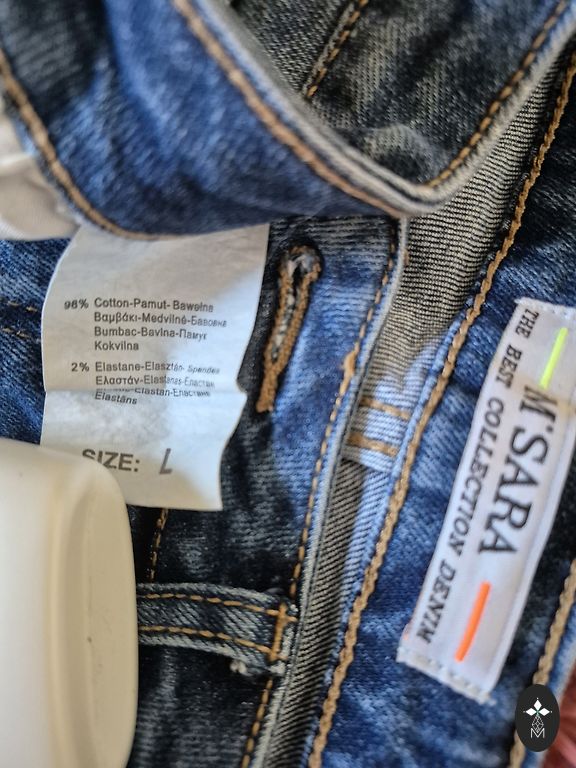 98% Cotton-Pamut-Bawełna
Βαμβάκι-Medvilnė-Бавовна
Bumbac-Bavlna-Памук
Kokvilna
2% Elastane-Elasztán-Spandex
Ελαστάν-Elastanas-Еластан
Elastan-Еластане
Elastāns
SIZE: L
THE BEST COLLECTION DENIM
M'SARA
M